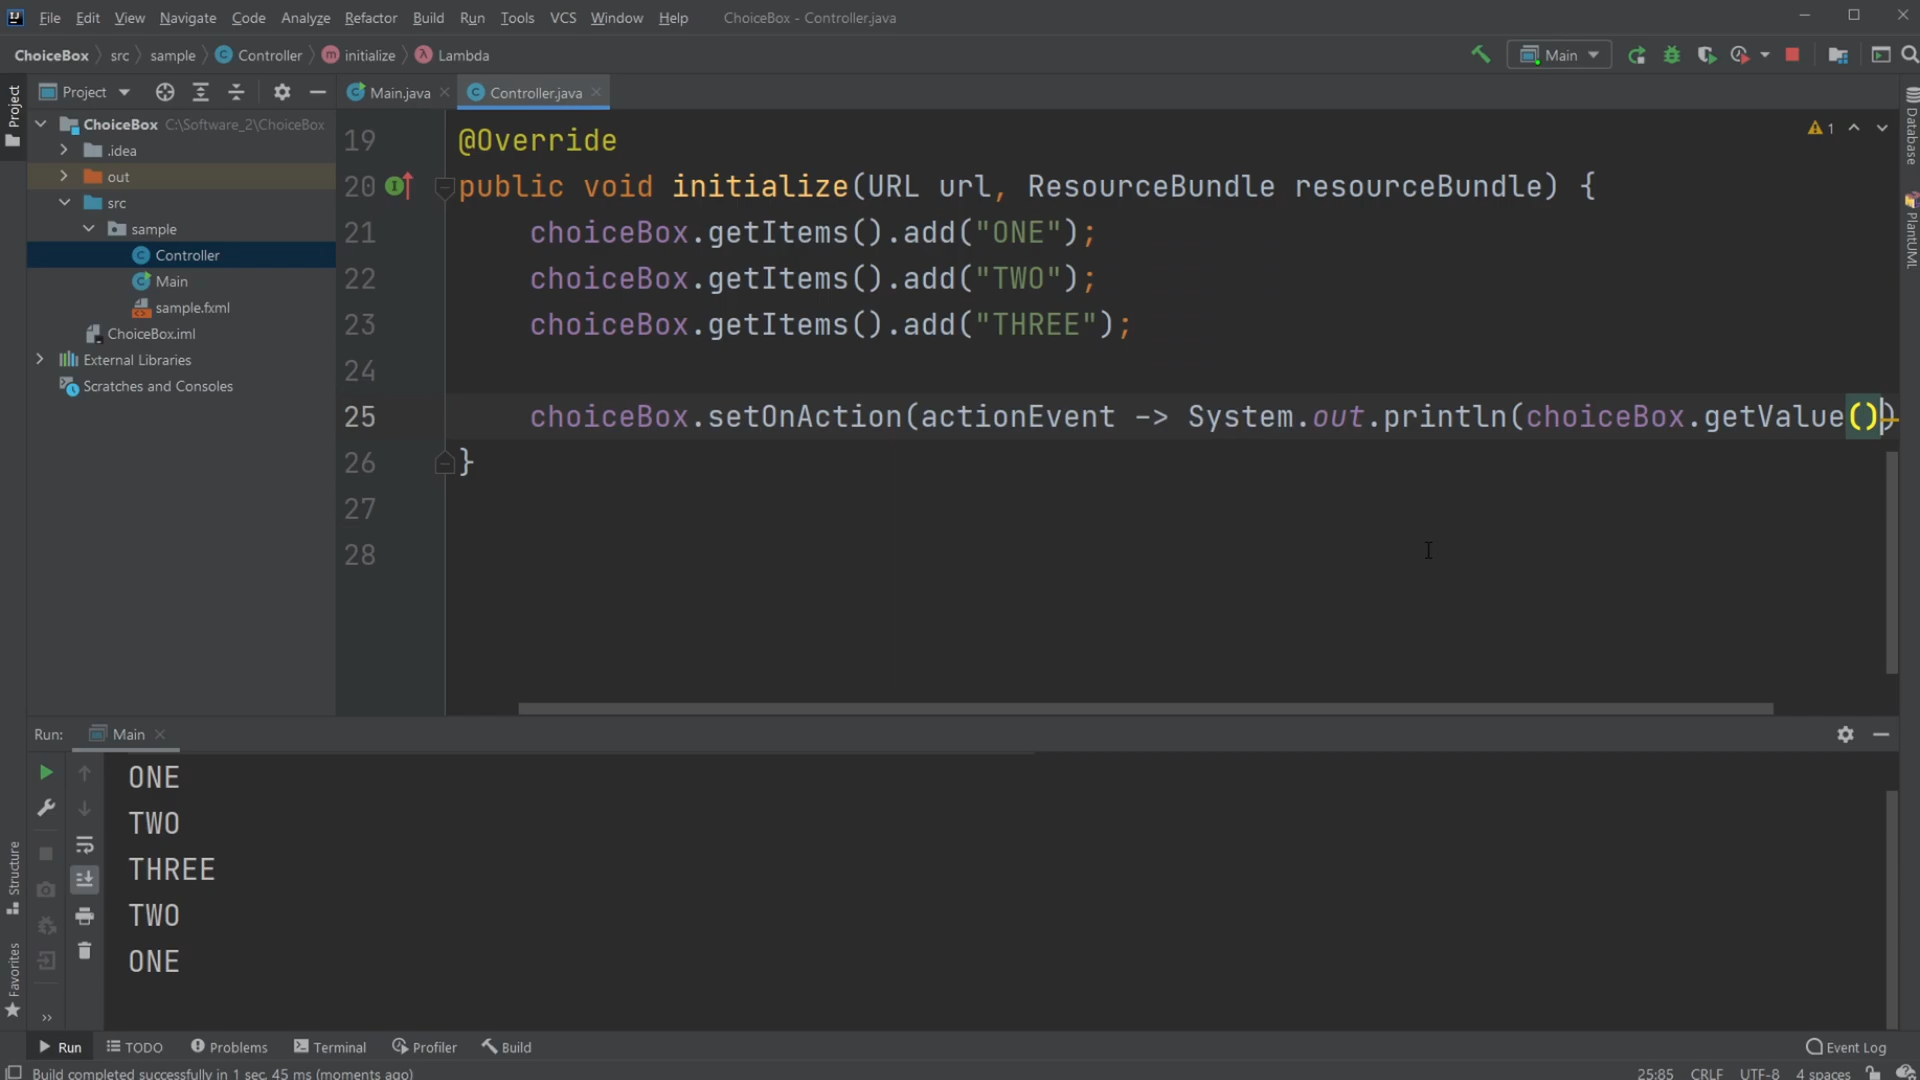 File Edit View Navigate Code Analyze Refactor Build Run Tools VCS Window Help ChoiceBox - Controller.java
ChoiceBox src sample Controller initialize Lambda Main
Project Main.java Controller.java
ChoiceBox C:\Software_2\ChoiceBox
.idea
out
src
sample
Controller
Main
sample.fxml
ChoiceBox.iml
External Libraries
Scratches and Consoles
1
19 @Override
20 public void initialize(URL url, ResourceBundle resourceBundle) {
21 choiceBox.getItems().add("ONE");
22 choiceBox.getItems().add("TWO");
23 choiceBox.getItems().add("THREE");
24
25 choiceBox.setOnAction(actionEvent -> System.out.println(choiceBox.getValue())
26 }
27
28
Project
Structure
Favorites
Database
PlantUML
Run: Main
ONE
TWO
THREE
TWO
ONE
Run TODO Problems Terminal Profiler Build Event Log
Build completed successfully in 1 sec, 45 ms (moments ago) 25:85 CRLF UTF-8 4 spaces